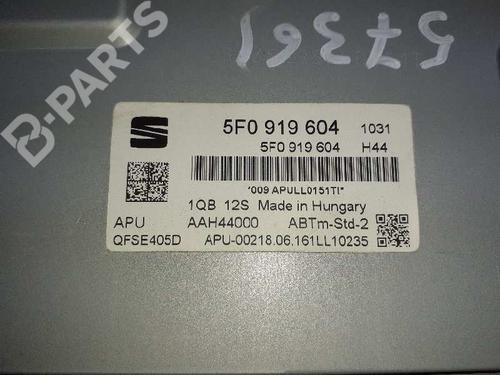 B-PARTS
57361
5F0 919 604 1031
5F0 919 604 H44
*009 APULL0151TI*
1QB 12S Made in Hungary
APU AAH44000 ABTm-Std-2
QFSE405D APU-00218.06.161LL10235